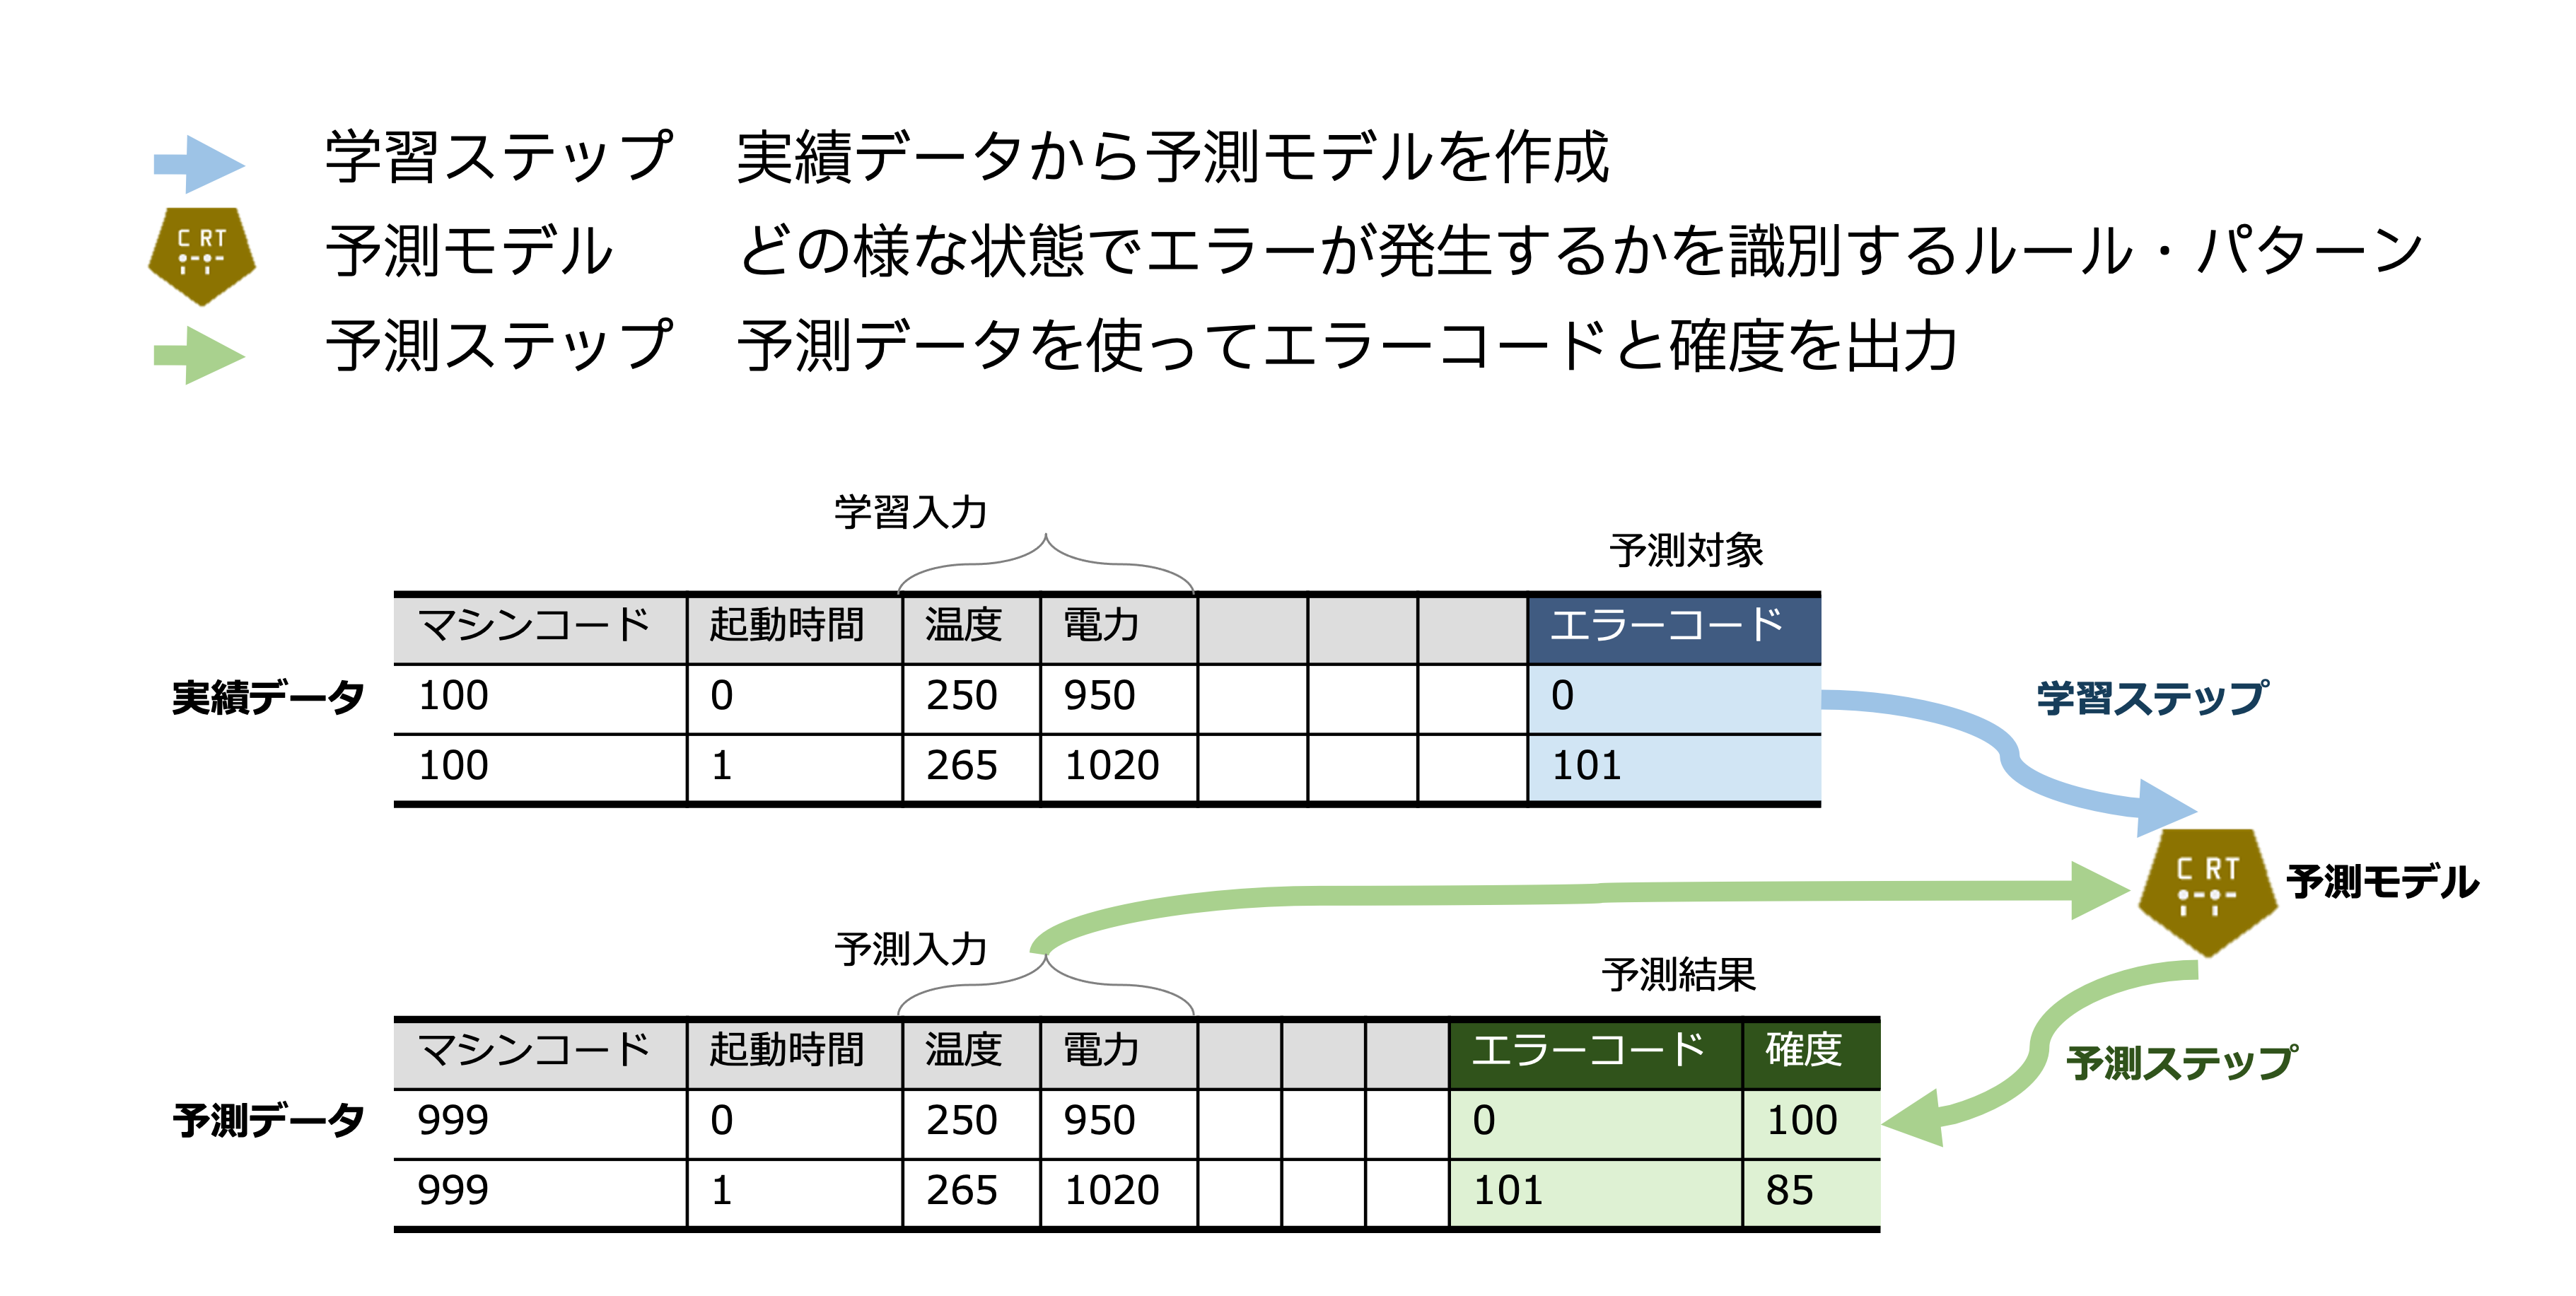 学習ステップ 実績データから予測モデルを作成
C RT
予測モデル どの様な状態でエラーが発生するかを識別するルール・パターン
予測ステップ 予測データを使ってエラーコードと確度を出力
学習入力
予測対象
マシンコード 起動時間 温度 電力 エラーコード
実績データ 100 0 250 950 0
学習ステップ
100 1 265 1020 101
C RT
予測モデル
予測入力
予測結果
マシンコード 起動時間 温度 電力 エラーコード 確度
予測ステップ
予測データ 999 0 250 950 0 100
999 1 265 1020 101 85